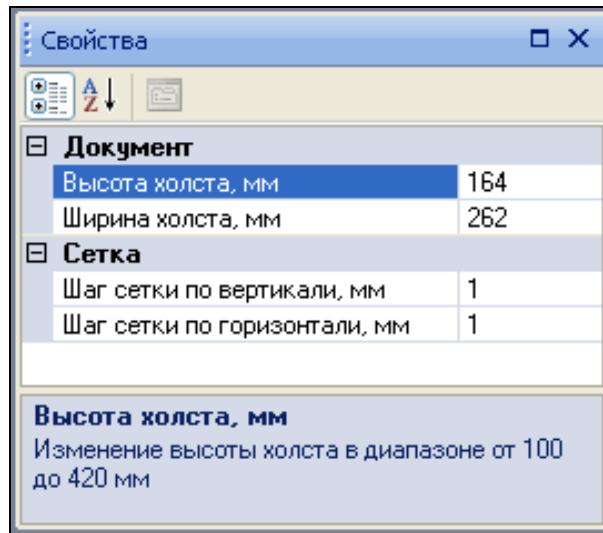 Свойства
Документ
Высота холста, мм 164
Ширина холста, мм 262
Сетка
Шаг сетки по вертикали, мм 1
Шаг сетки по горизонтали, мм 1
Высота холста, мм
Изменение высоты холста в диапазоне от 100
до 420 мм